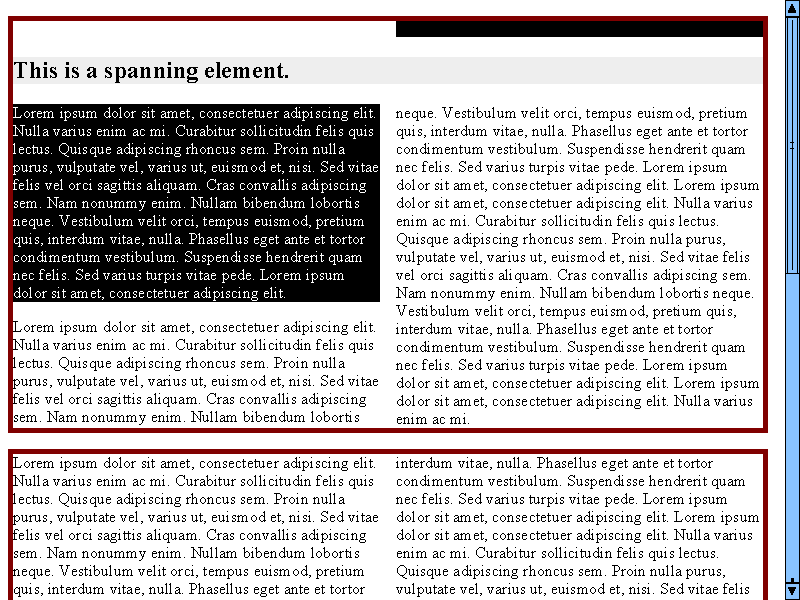 This is a spanning element.
Lorem ipsum dolor sit amet, consectetuer adipiscing elit.
Nulla varius enim ac mi. Curabitur sollicitudin felis quis
lectus. Quisque adipiscing rhoncus sem. Proin nulla
purus, vulputate vel, varius ut, euismod et, nisi. Sed vitae
felis vel orci sagittis aliquam. Cras convallis adipiscing
sem. Nam nonummy enim. Nullam bibendum lobortis
neque. Vestibulum velit orci, tempus euismod, pretium
quis, interdum vitae, nulla. Phasellus eget ante et tortor
condimentum vestibulum. Suspendisse hendrerit quam
nec felis. Sed varius turpis vitae pede. Lorem ipsum
dolor sit amet, consectetuer adipiscing elit.
Lorem ipsum dolor sit amet, consectetuer adipiscing elit.
Nulla varius enim ac mi. Curabitur sollicitudin felis quis
lectus. Quisque adipiscing rhoncus sem. Proin nulla
purus, vulputate vel, varius ut, euismod et, nisi. Sed vitae
felis vel orci sagittis aliquam. Cras convallis adipiscing
sem. Nam nonummy enim. Nullam bibendum lobortis
neque. Vestibulum velit orci, tempus euismod, pretium
quis, interdum vitae, nulla. Phasellus eget ante et tortor
condimentum vestibulum. Suspendisse hendrerit quam
nec felis. Sed varius turpis vitae pede. Lorem ipsum
dolor sit amet, consectetuer adipiscing elit. Lorem ipsum
dolor sit amet, consectetuer adipiscing elit. Nulla varius
enim ac mi. Curabitur sollicitudin felis quis lectus.
Quisque adipiscing rhoncus sem. Proin nulla purus,
vulputate vel, varius ut, euismod et, nisi. Sed vitae felis
vel orci sagittis aliquam. Cras convallis adipiscing sem.
Nam nonummy enim. Nullam bibendum lobortis neque.
Vestibulum velit orci, tempus euismod, pretium quis,
interdum vitae, nulla. Phasellus eget ante et tortor
condimentum vestibulum. Suspendisse hendrerit quam
nec felis. Sed varius turpis vitae pede. Lorem ipsum
dolor sit amet, consectetuer adipiscing elit. Lorem ipsum
dolor sit amet, consectetuer adipiscing elit. Nulla varius
enim ac mi.
Lorem ipsum dolor sit amet, consectetuer adipiscing elit.
Nulla varius enim ac mi. Curabitur sollicitudin felis quis
lectus. Quisque adipiscing rhoncus sem. Proin nulla
purus, vulputate vel, varius ut, euismod et, nisi. Sed vitae
felis vel orci sagittis aliquam. Cras convallis adipiscing
sem. Nam nonummy enim. Nullam bibendum lobortis
neque. Vestibulum velit orci, tempus euismod, pretium
quis, interdum vitae, nulla. Phasellus eget ante et tortor
interdum vitae, nulla. Phasellus eget ante et tortor
condimentum vestibulum. Suspendisse hendrerit quam
nec felis. Sed varius turpis vitae pede. Lorem ipsum
dolor sit amet, consectetuer adipiscing elit. Lorem ipsum
dolor sit amet, consectetuer adipiscing elit. Nulla varius
enim ac mi. Curabitur sollicitudin felis quis lectus.
Quisque adipiscing rhoncus sem. Proin nulla purus,
vulputate vel, varius ut, euismod et, nisi. Sed vitae felis